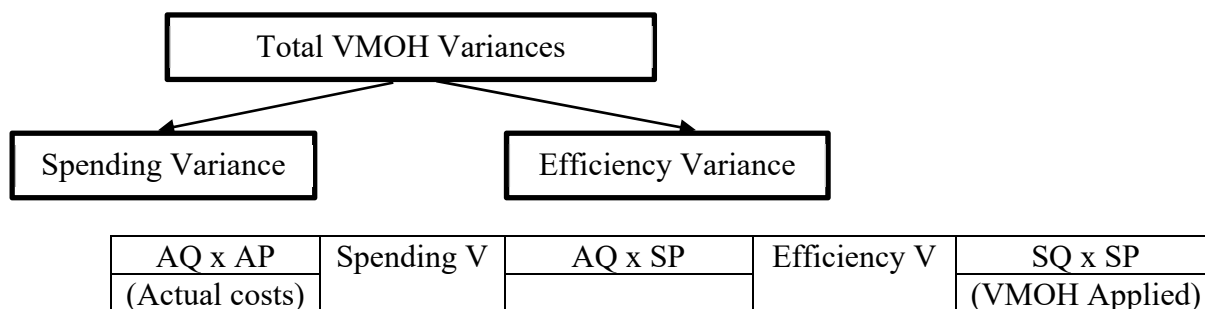 Total VMOH Variances
Spending Variance
Efficiency Variance
AQ x AP Spending V AQ x SP Efficiency V SQ x SP
(Actual costs) (VMOH Applied)